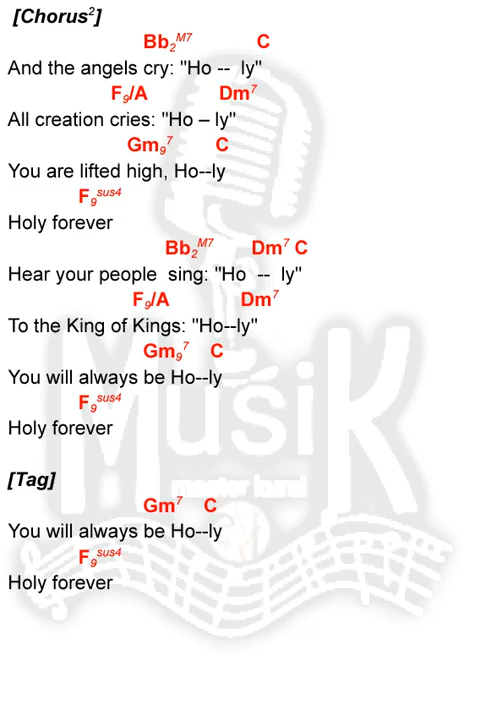 [Chorus²]
Bb₂ᴹ⁷ C
And the angels cry: "Ho -- ly"
F₉/A Dm⁷
All creation cries: "Ho – ly"
Gm₉⁷ C
You are lifted high, Ho--ly
F₉ˢᵘˢ⁴
Holy forever
Bb₂ᴹ⁷ Dm⁷ C
Hear your people sing: "Ho -- ly"
F₉/A Dm⁷
To the King of Kings: "Ho--ly"
Gm₉⁷ C
You will always be Ho--ly
F₉ˢᵘˢ⁴
Holy forever
[Tag]
Gm⁷ C
You will always be Ho--ly
F₉ˢᵘˢ⁴
Holy forever
MusiK